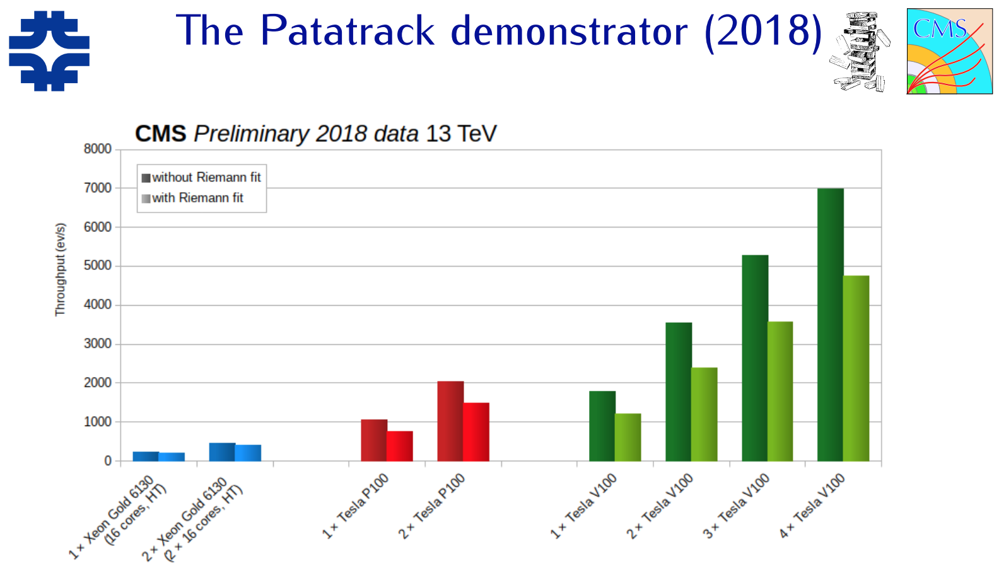 The Patatrack demonstrator (2018)
CMS
CMS Preliminary 2018 data 13 TeV
8000
7000
6000
5000
4000
3000
2000
1000
0
Throughput (ev/s)
without Riemann fit
with Riemann fit
1 × Xeon Gold 6130
(16 cores, HT)
2 × Xeon Gold 6130
(2 × 16 cores, HT)
1 × Tesla P100
2 × Tesla P100
1 × Tesla V100
2 × Tesla V100
3 × Tesla V100
4 × Tesla V100